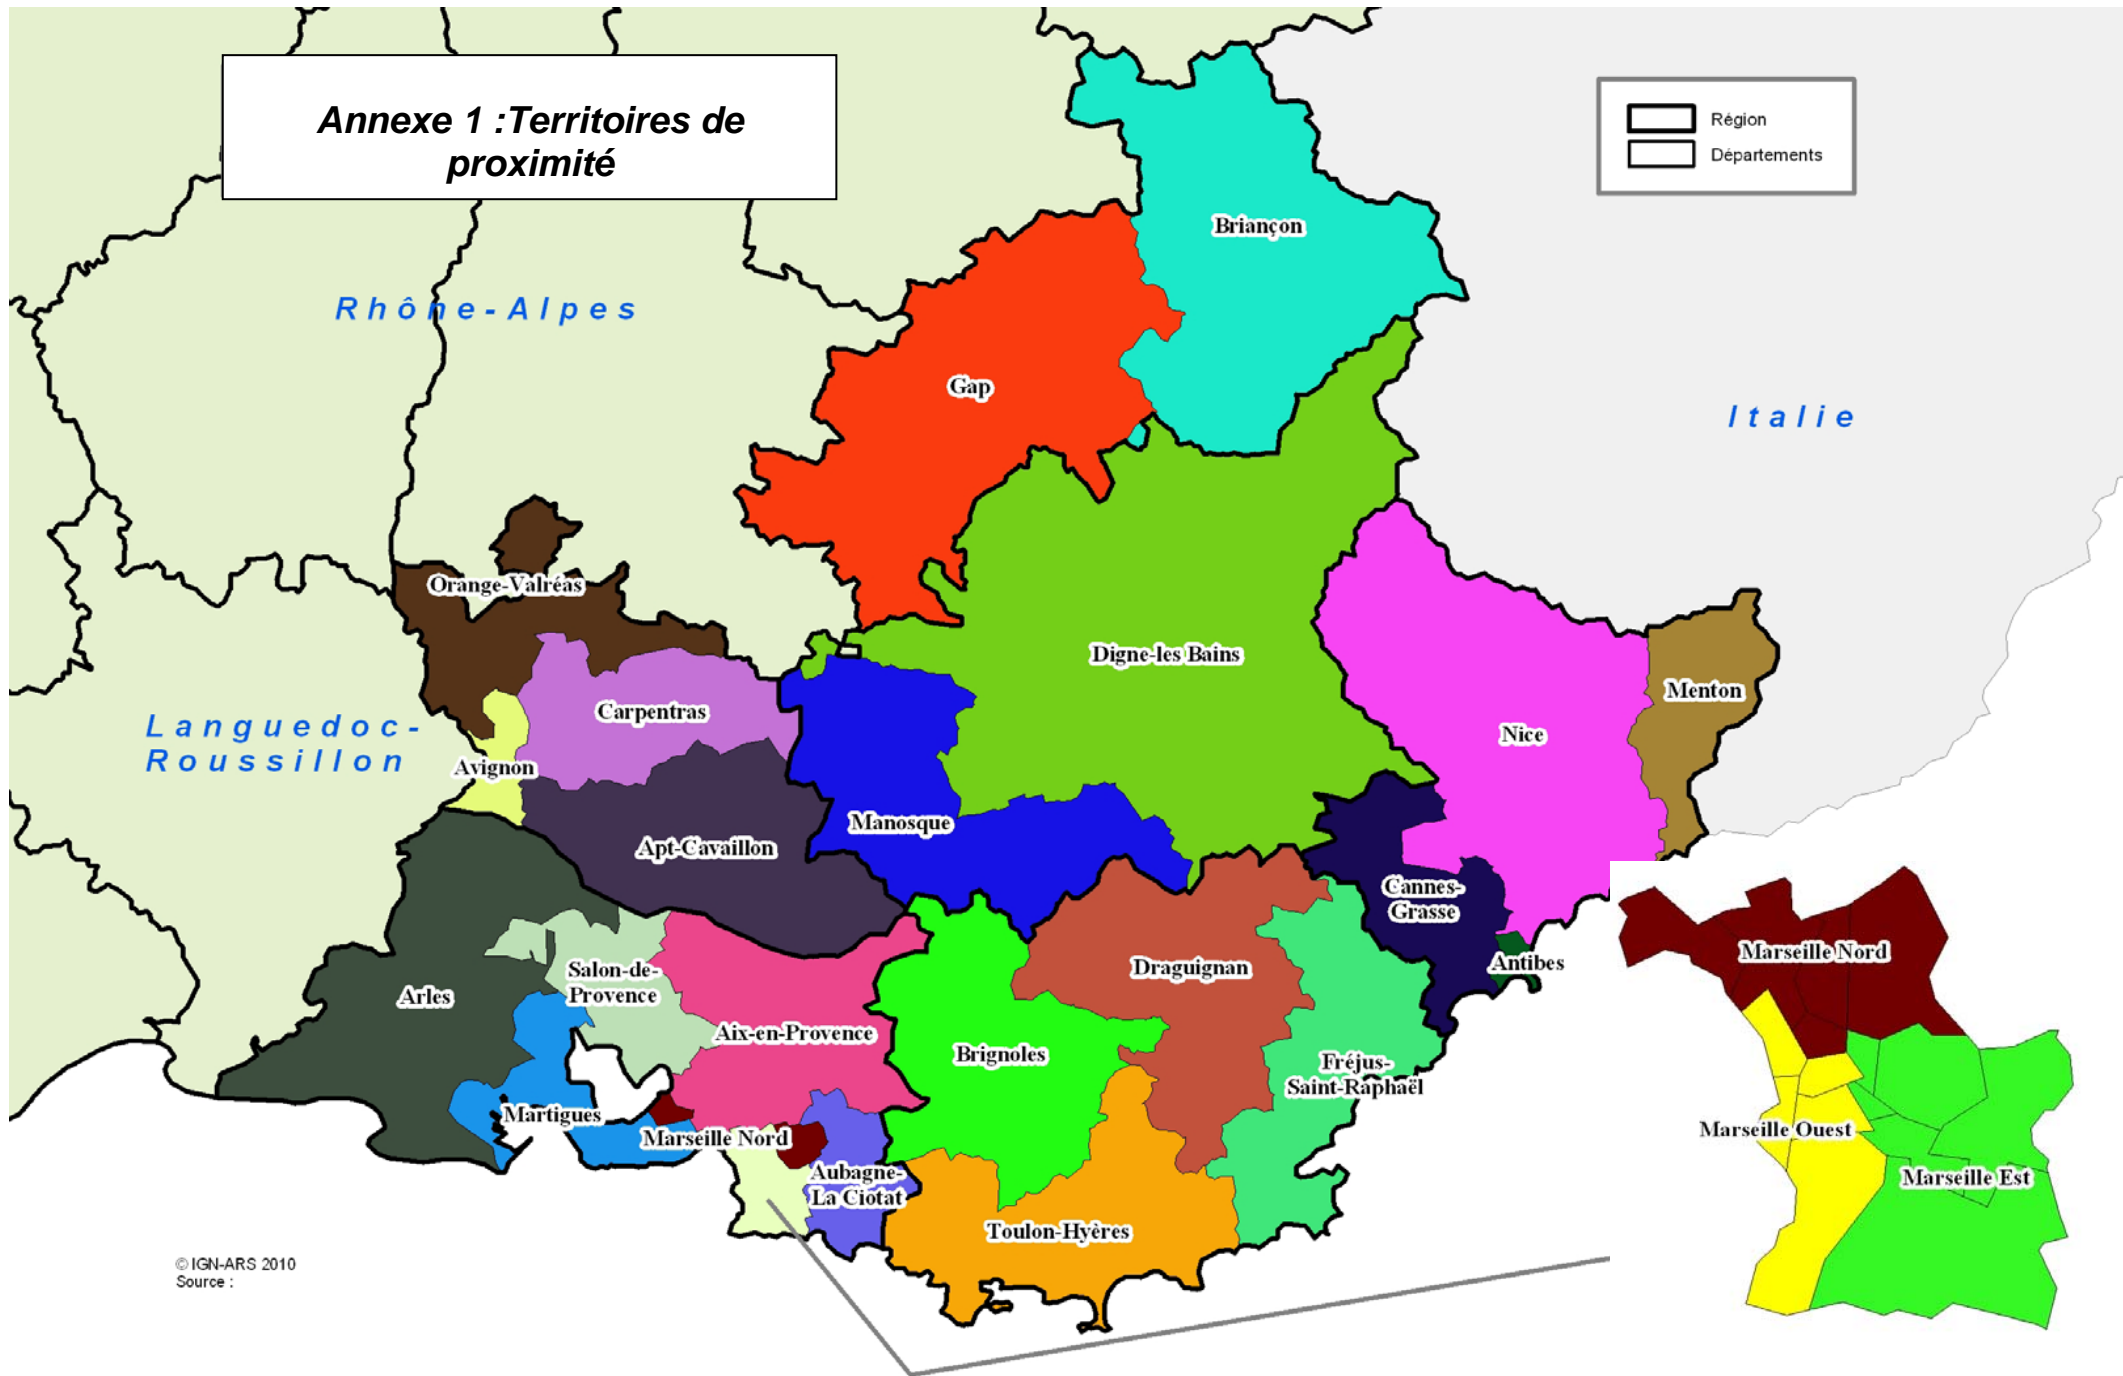 Annexe 1 :Territoires de
proximité
Région
Départements
Briançon
Rhône-Alpes
Gap
Italie
Orange-Valréas
Digne-les Bains
Menton
Carpentras
Languedoc-
Roussillon
Nice
Avignon
Manosque
Apt-Cavaillon
Cannes-
Grasse
Marseille Nord
Antibes
Draguignan
Salon-de-
Provence
Arles
Aix-en-Provence
Brignoles
Fréjus-
Saint-Raphaël
Martigues
Marseille Nord
Marseille Ouest
Aubagne-
La Ciotat
Marseille Est
Toulon-Hyères
© IGN-ARS 2010
Source :